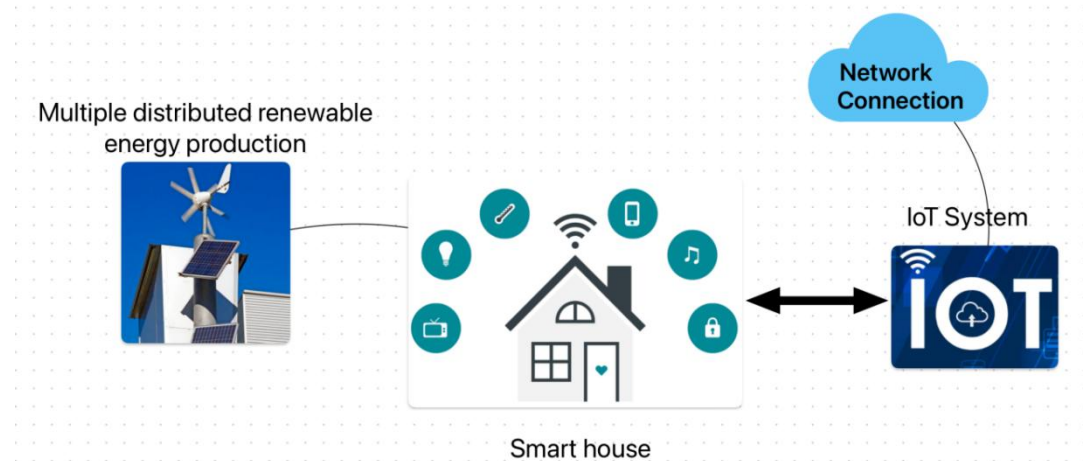 Network
Connection
Multiple distributed renewable
energy production
IoT System
IOT
Smart house